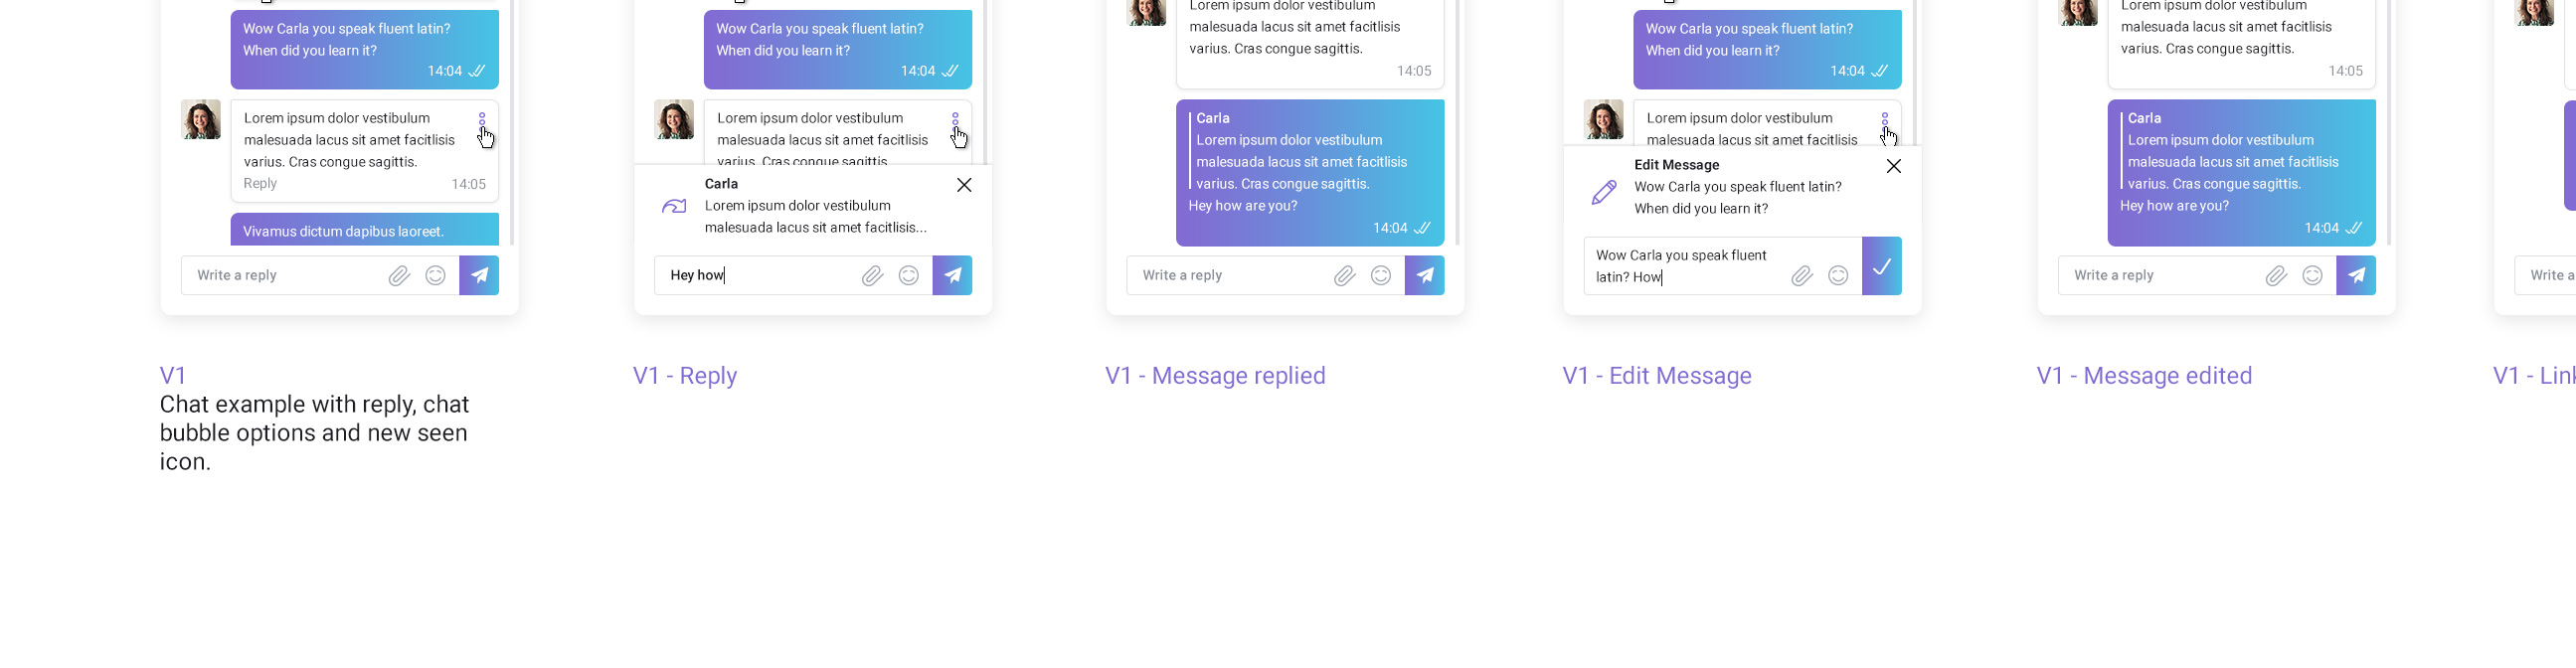 Wow Carla you speak fluent latin?
When did you learn it?
14:04
Lorem ipsum dolor vestibulum
malesuada lacus sit amet facitlisis
varius. Cras congue sagittis.
Reply
14:05
Vivamus dictum dapibus laoreet.
Write a reply
V1
Chat example with reply, chat
bubble options and new seen
icon.
Wow Carla you speak fluent latin?
When did you learn it?
14:04
Lorem ipsum dolor vestibulum
malesuada lacus sit amet facitlisis
varius. Cras congue sagittis
Carla
Lorem ipsum dolor vestibulum
malesuada lacus sit amet facitlisis...
Hey how
V1 - Reply
Lorem ipsum dolor vestibulum
malesuada lacus sit amet facitlisis
varius. Cras congue sagittis.
14:05
Carla
Lorem ipsum dolor vestibulum
malesuada lacus sit amet facitlisis
varius. Cras congue sagittis.
Hey how are you?
14:04
Write a reply
V1 - Message replied
Wow Carla you speak fluent latin?
When did you learn it?
14:04
Lorem ipsum dolor vestibulum
malesuada lacus sit amet facitlisis
Edit Message
Wow Carla you speak fluent latin?
When did you learn it?
Wow Carla you speak fluent
latin? How
V1 - Edit Message
Lorem ipsum dolor vestibulum
malesuada lacus sit amet facitlisis
varius. Cras congue sagittis.
14:05
Carla
Lorem ipsum dolor vestibulum
malesuada lacus sit amet facitlisis
varius. Cras congue sagittis.
Hey how are you?
14:04
Write a reply
V1 - Message edited
Write a
V1 - Link